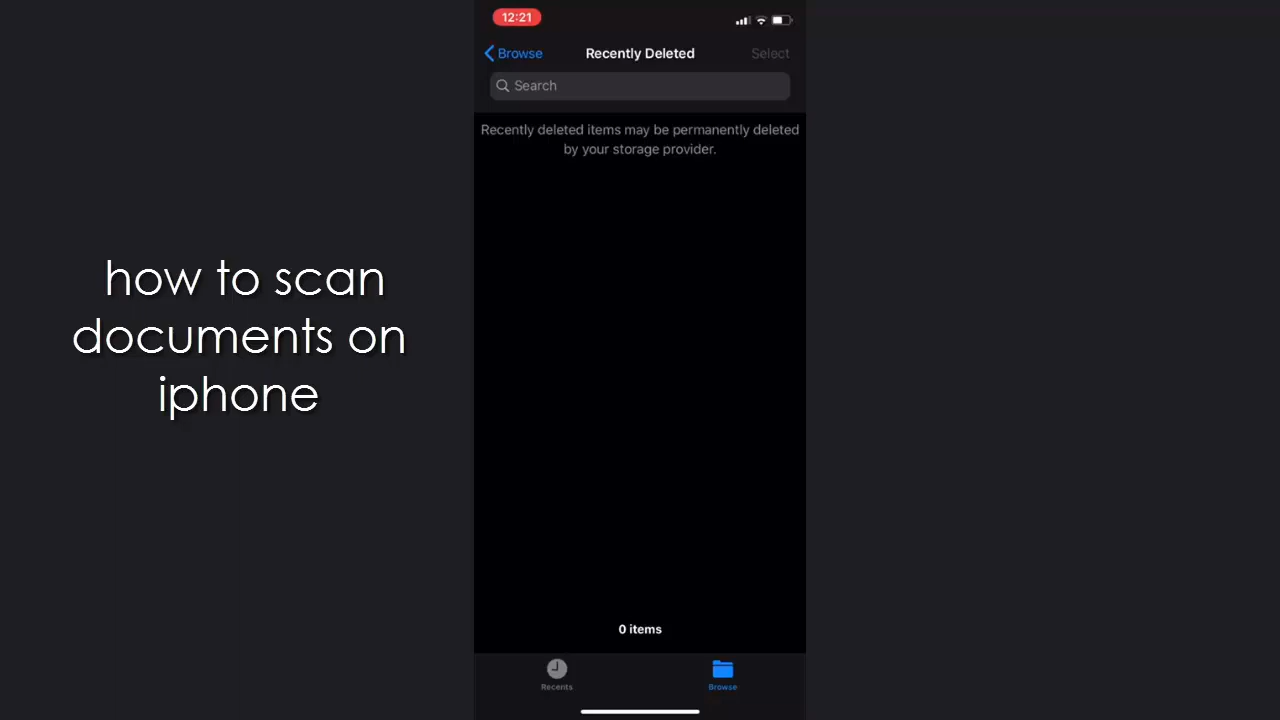 12:21
Browse
Recently Deleted
Select
Search
Recently deleted items may be permanently deleted
by your storage provider.
how to scan
documents on
iphone
0 items
Recents
Browse